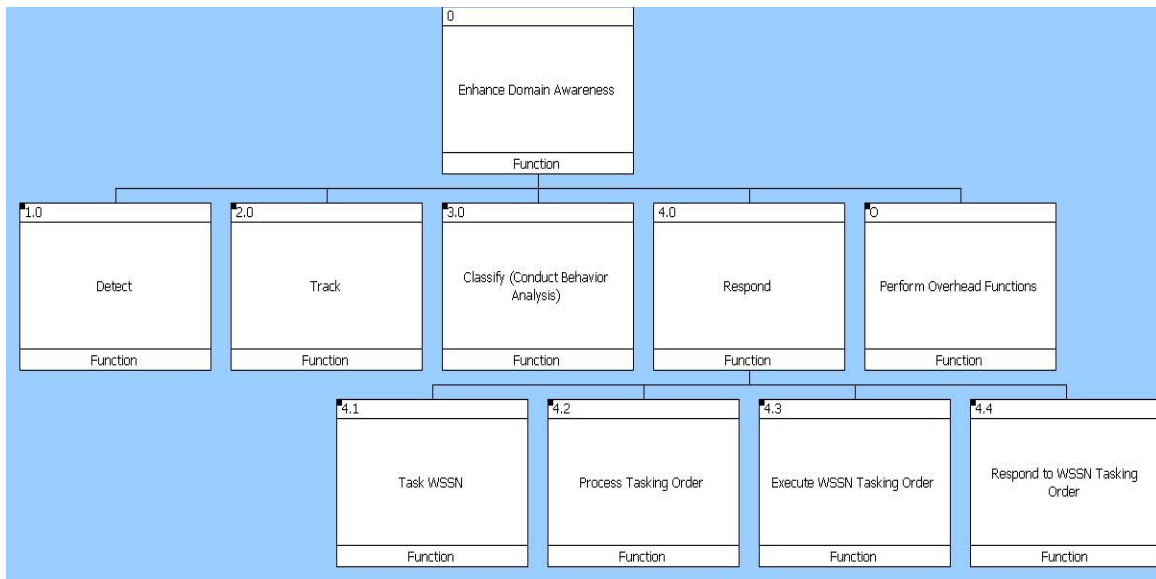 0
Enhance Domain Awareness
Function
1.0
Detect
Function
2.0
Track
Function
3.0
Classify (Conduct Behavior
Analysis)
Function
4.0
Respond
Function
O
Perform Overhead Functions
Function
4.1
Task WSSN
Function
4.2
Process Tasking Order
Function
4.3
Execute WSSN Tasking Order
Function
4.4
Respond to WSSN Tasking
Order
Function